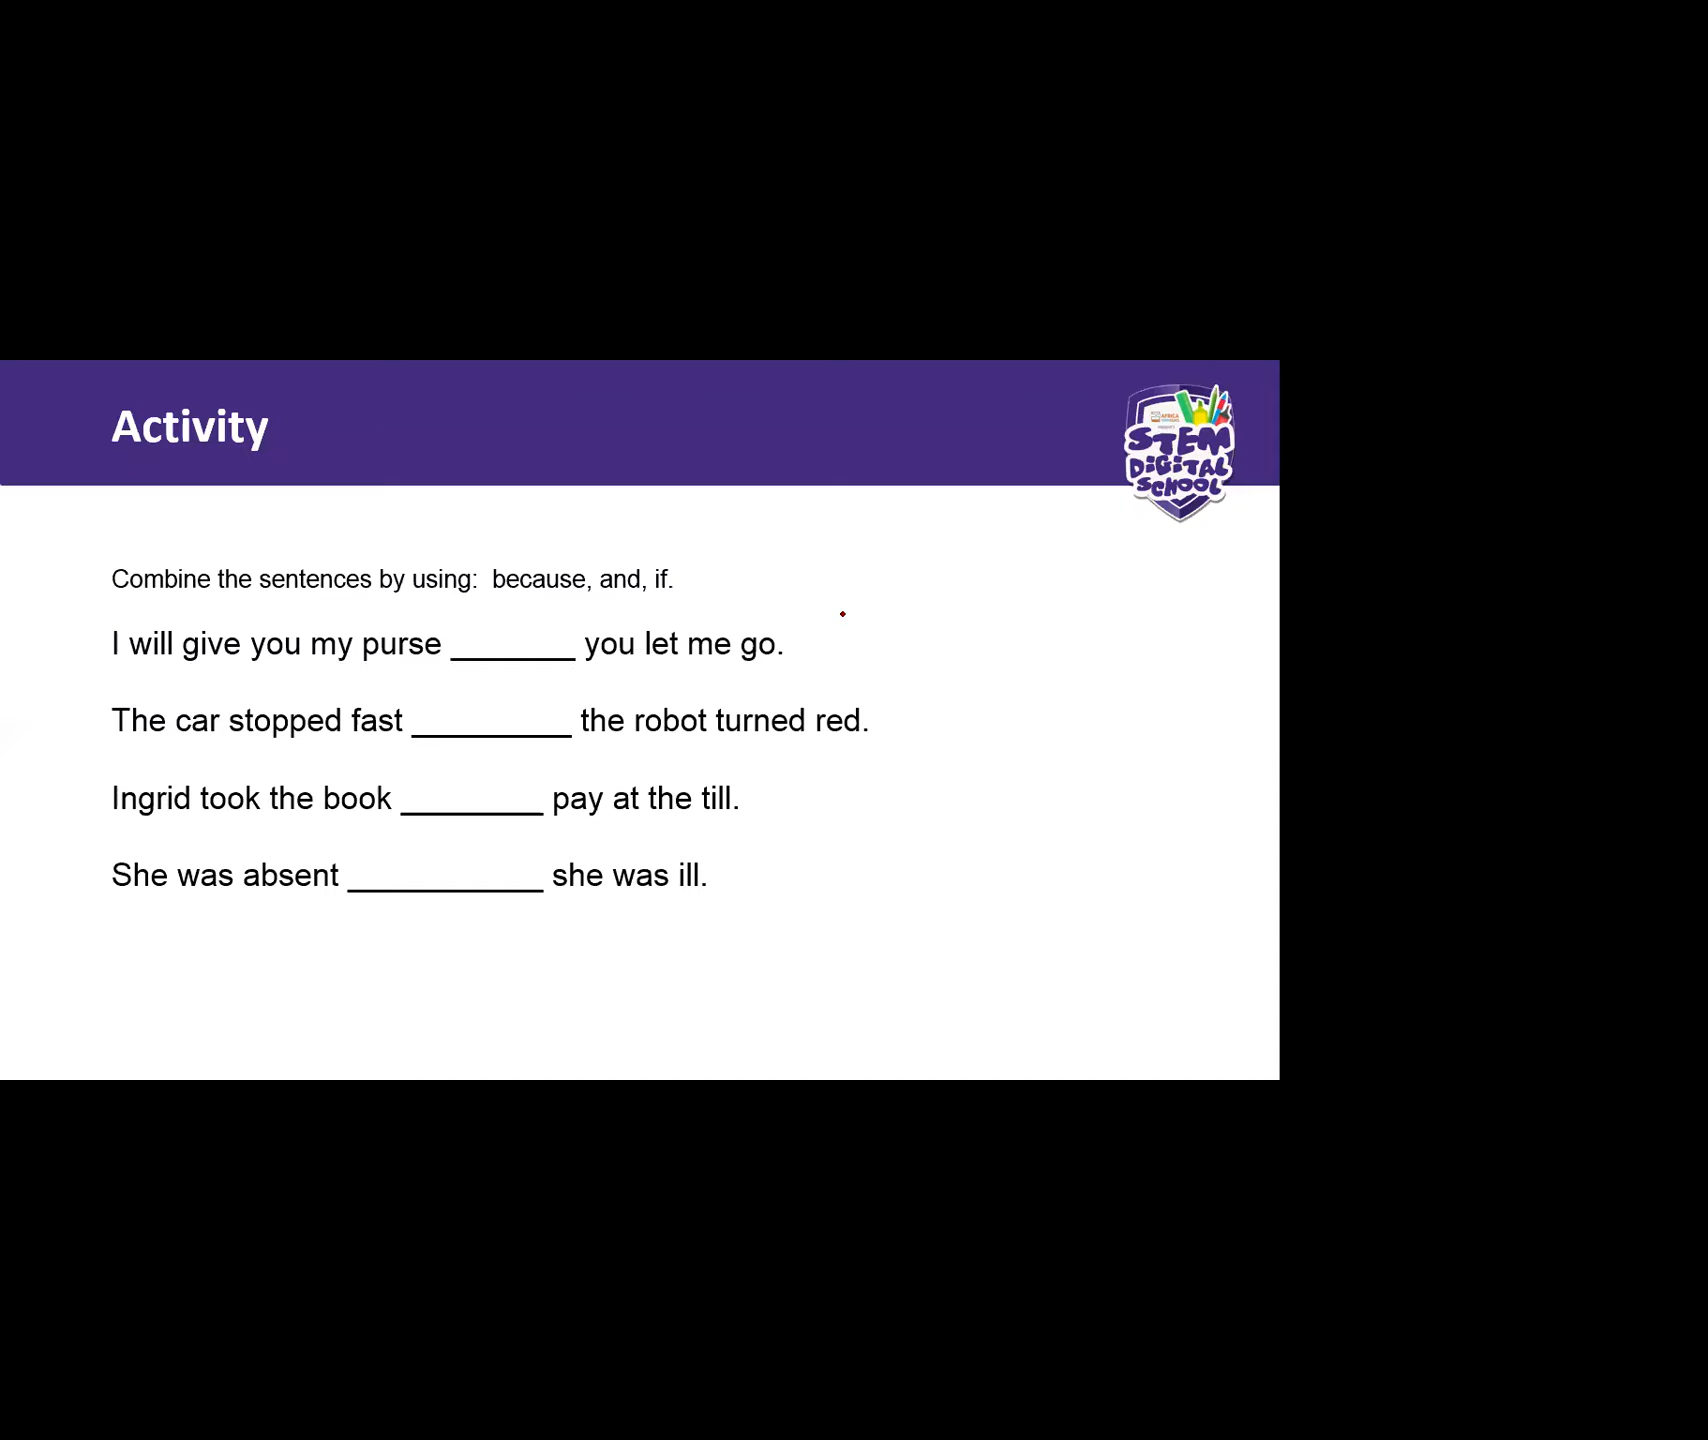 Activity
STEM
DIGITAL
SCHOOL
Combine the sentences by using: because, and, if.
I will give you my purse _______ you let me go.
The car stopped fast _________ the robot turned red.
Ingrid took the book ________ pay at the till.
She was absent ___________ she was ill.